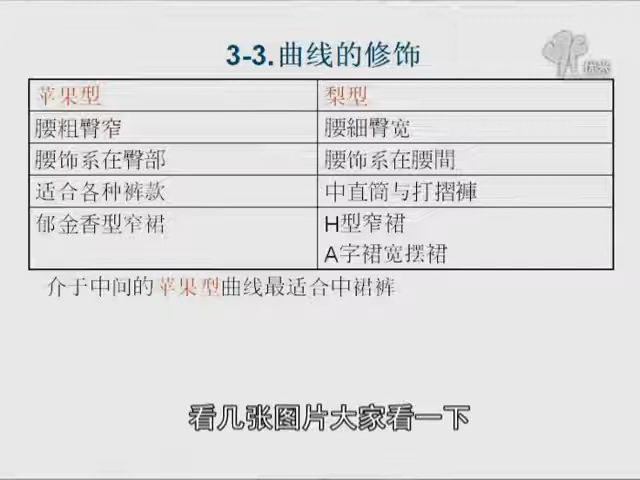 3-3.曲线的修饰
苹果型 梨型
腰粗臀窄 腰細臀宽
腰饰系在臀部 腰饰系在腰間
适合各种裤款 中直筒与打摺褲
郁金香型窄裙 H型窄裙
A字裙宽摆裙
介于中间的苹果型曲线最适合中裙裤
看几张图片大家看一下